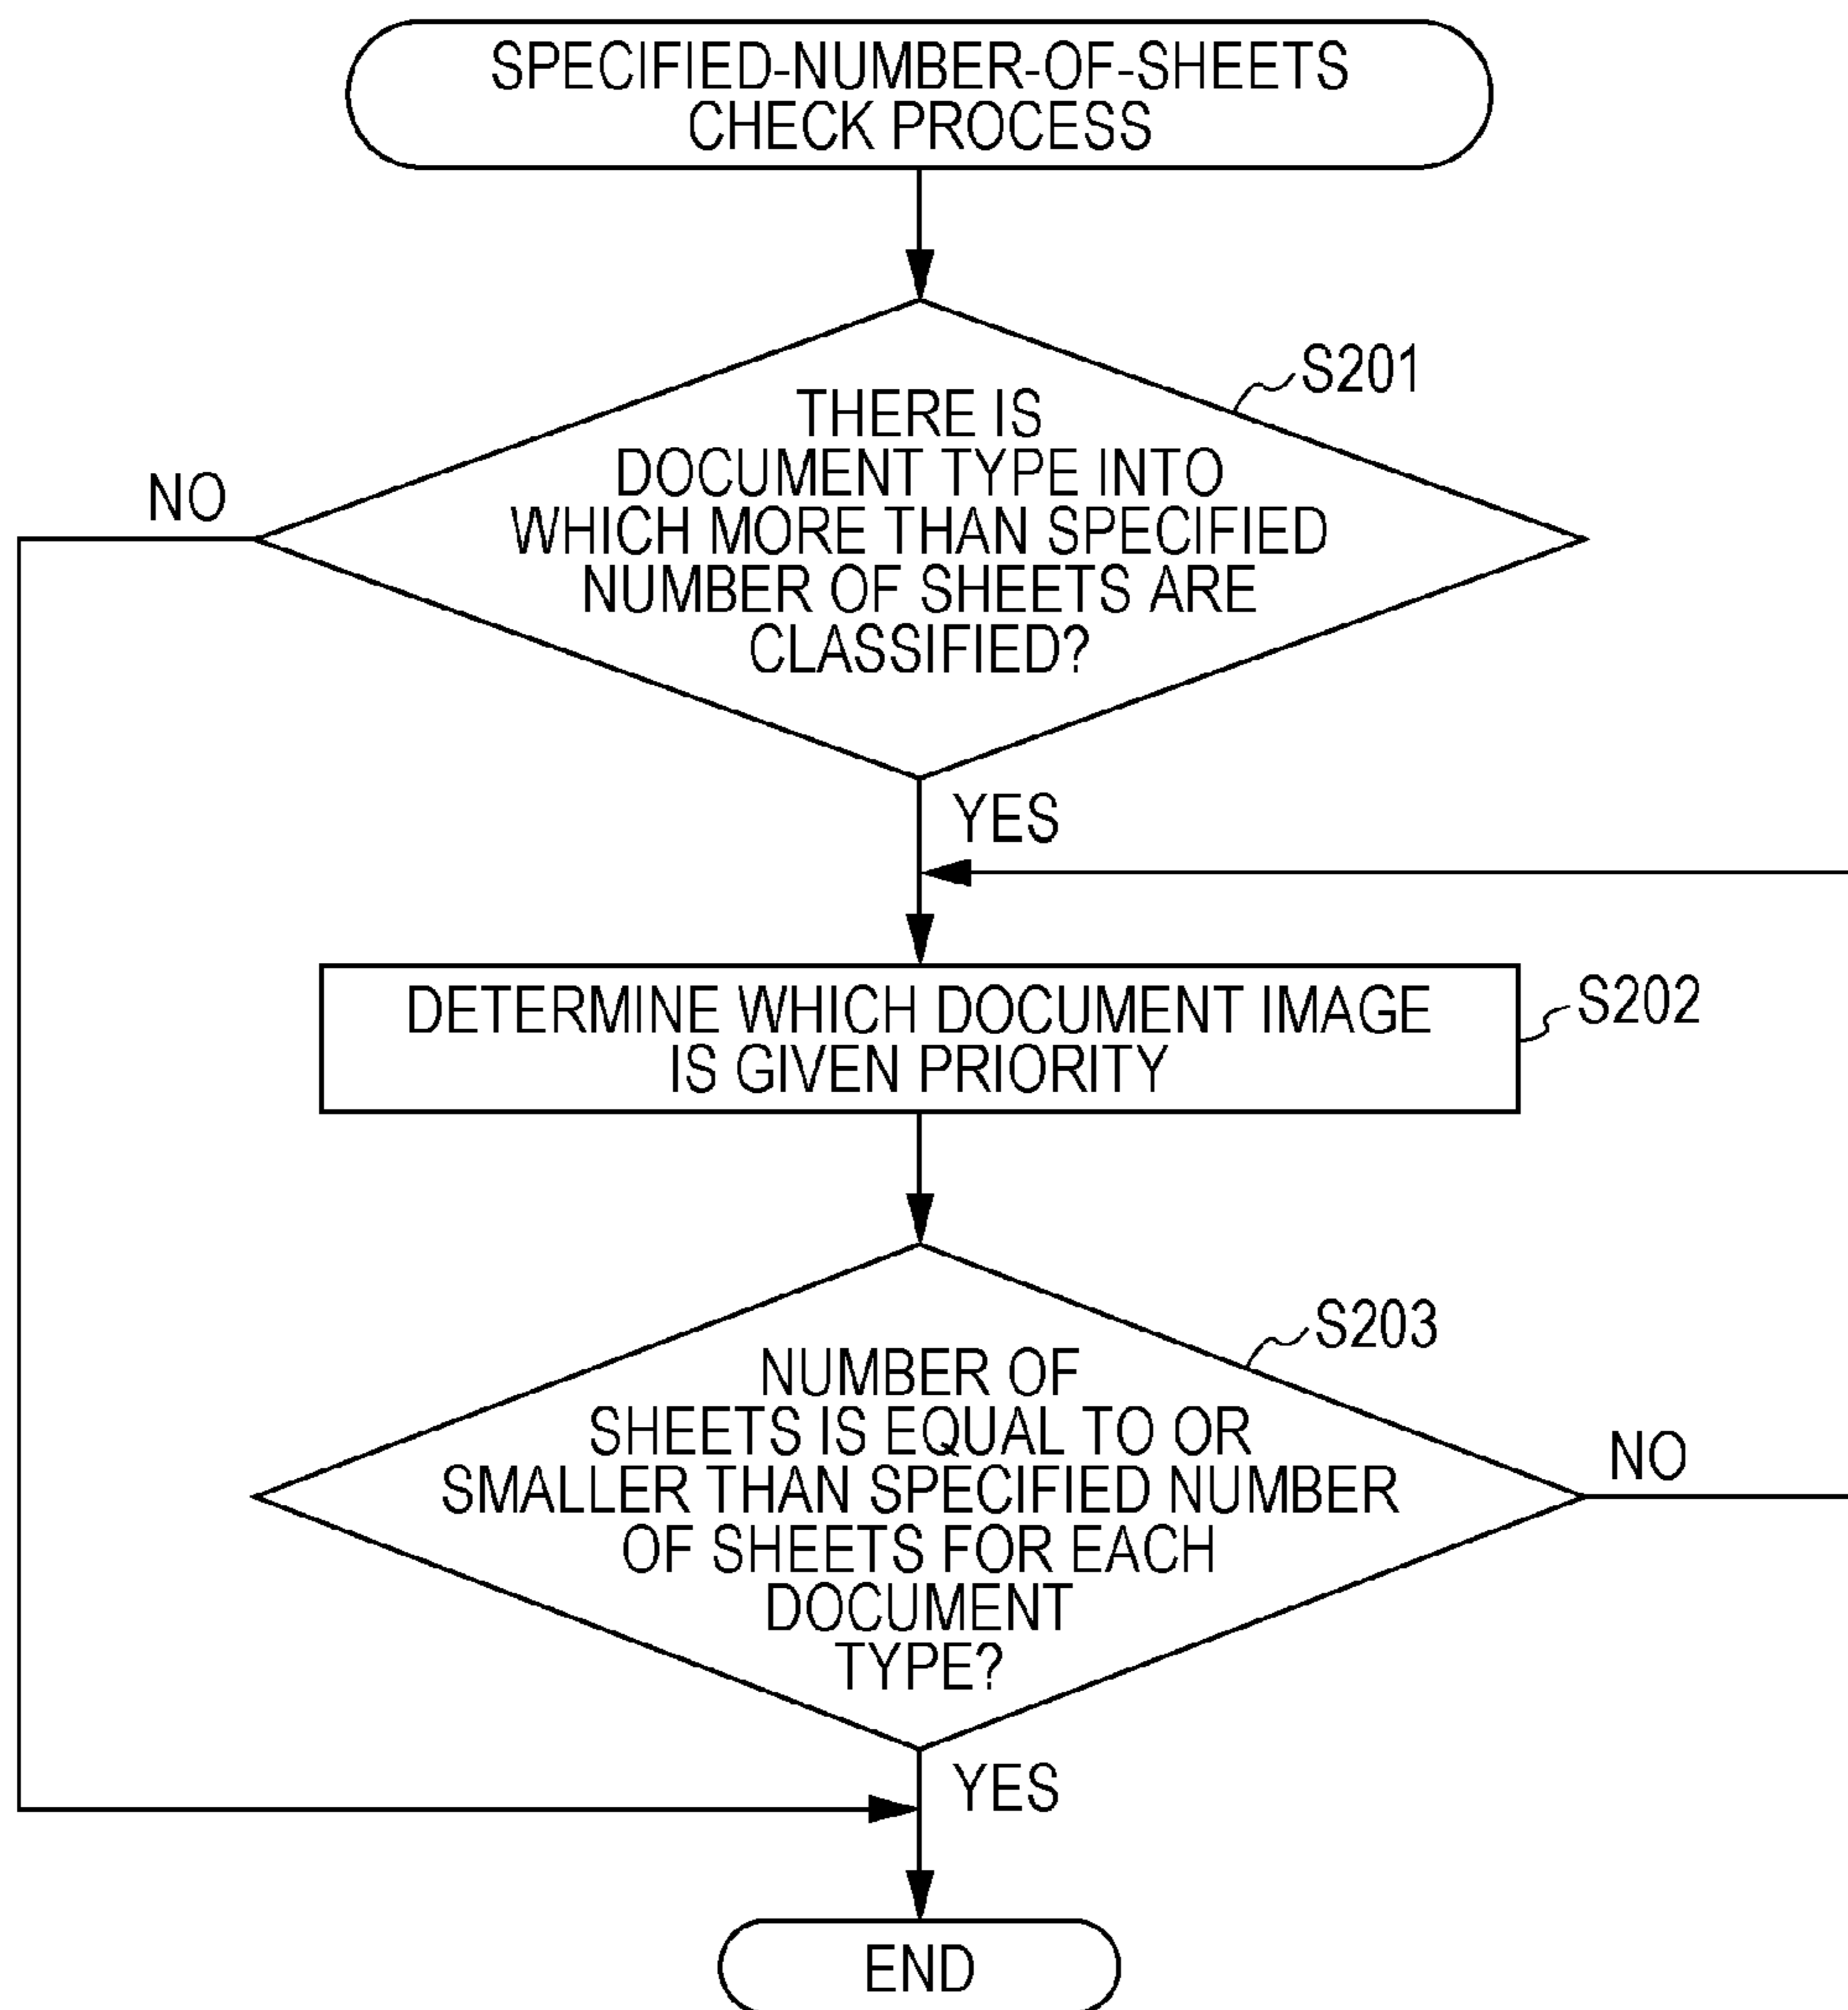 SPECIFIED-NUMBER-OF-SHEETS
CHECK PROCESS
S201
THERE IS
DOCUMENT TYPE INTO
WHICH MORE THAN SPECIFIED
NUMBER OF SHEETS ARE
CLASSIFIED?
NO
YES
DETERMINE WHICH DOCUMENT IMAGE
IS GIVEN PRIORITY
S202
S203
NUMBER OF
SHEETS IS EQUAL TO OR
SMALLER THAN SPECIFIED NUMBER
OF SHEETS FOR EACH
DOCUMENT
TYPE?
NO
YES
END